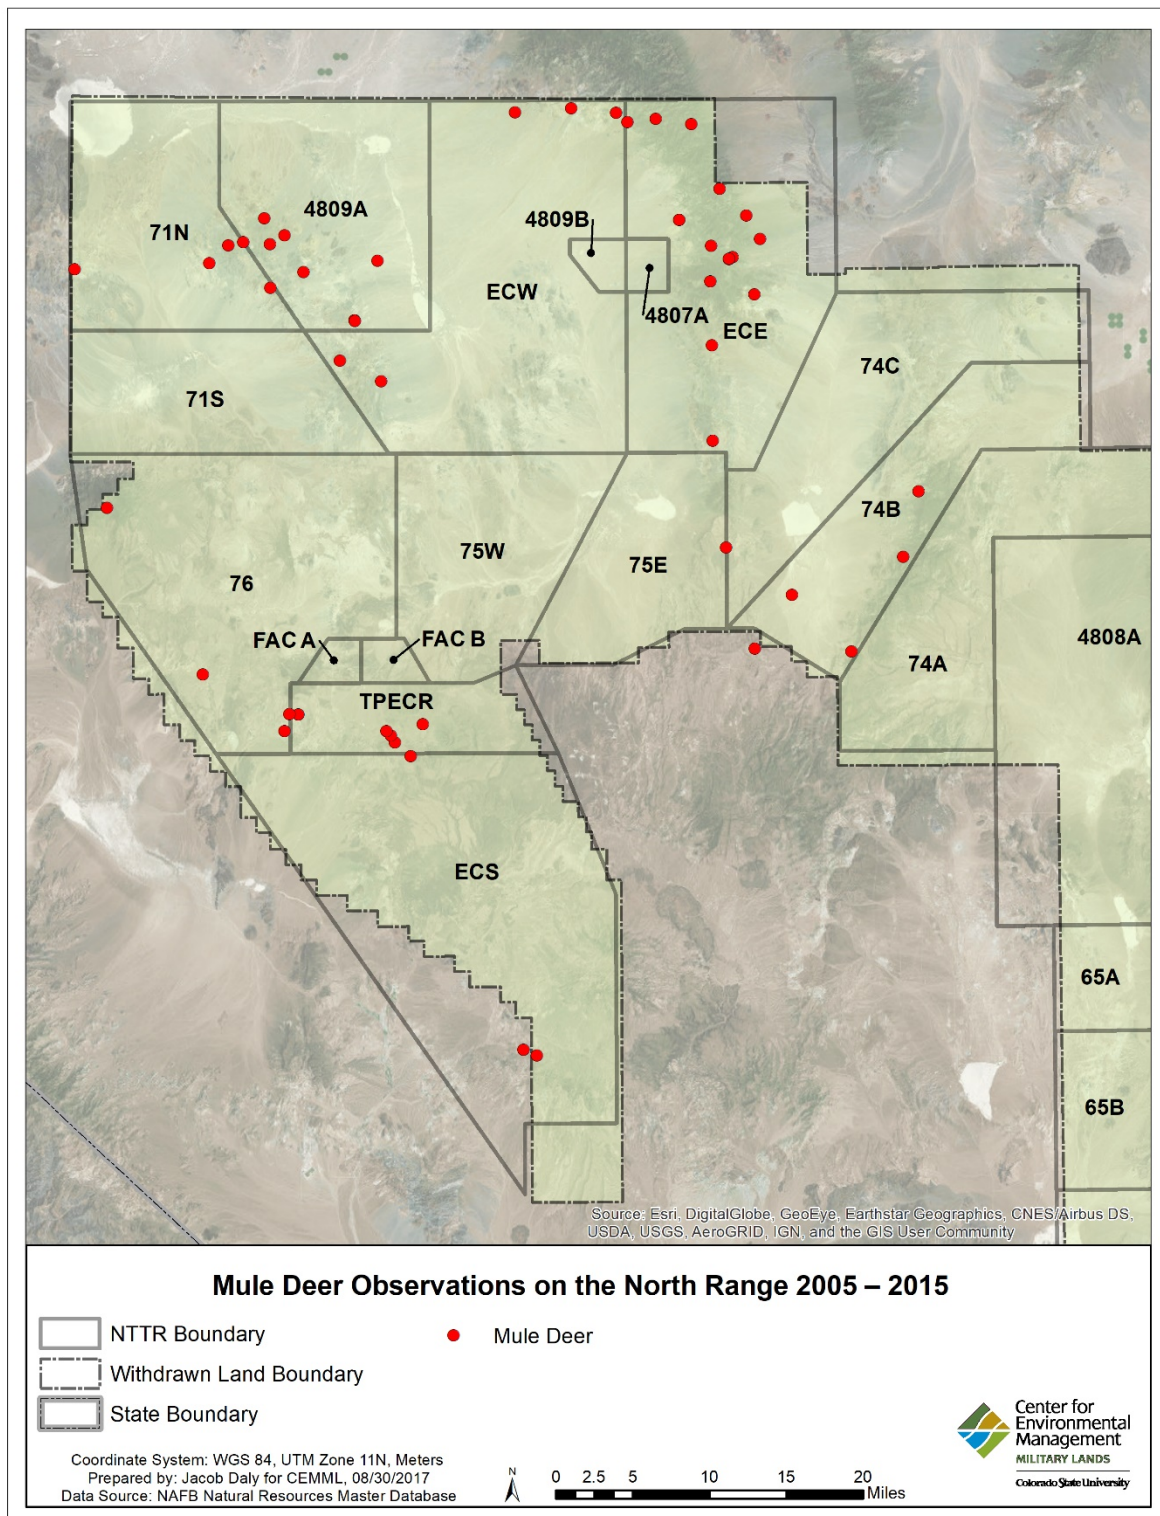 4809A
71N
4809B
ECW
4807A
ECE
74C
71S
74B
75W
75E
76
FAC A
FAC B
4808A
74A
TPECR
ECS
65A
65B
Source: Esri, DigitalGlobe, GeoEye, Earthstar Geographics, CNES/Airbus DS,
USDA, USGS, AeroGRID, IGN, and the GIS User Community
Mule Deer Observations on the North Range 2005 – 2015
NTTR Boundary
Mule Deer
Withdrawn Land Boundary
State Boundary
Coordinate System: WGS 84, UTM Zone 11N, Meters
Prepared by: Jacob Daly for CEMML, 08/30/2017
Data Source: NAFB Natural Resources Master Database
N
0 2.5 5 10 15 20
Miles
Center for
Environmental
Management
MILITARY LANDS
Colorado State University